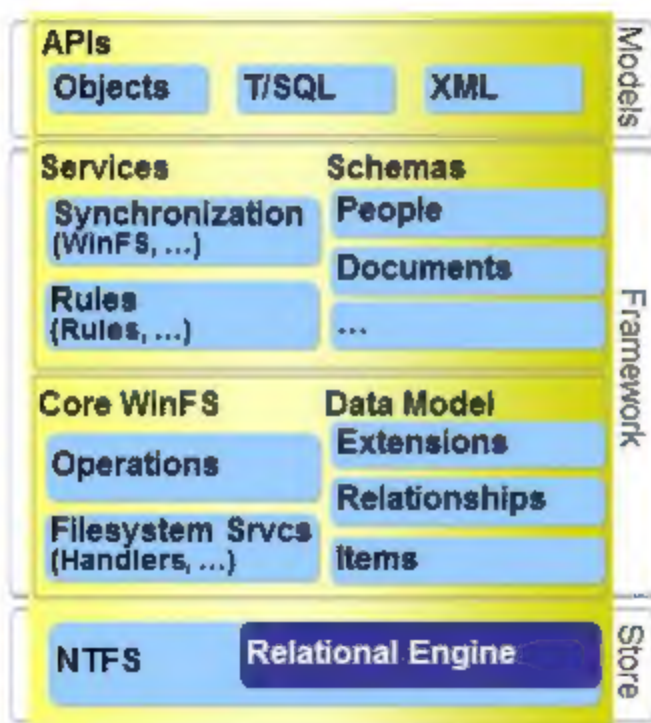 APIs
Objects
T/SQL
XML
Models
Services
Synchronization
(WinFS, ...)
Rules
(Rules, ...)
Schemas
People
Documents
...
Framework
Core WinFS
Operations
Filesystem Srvcs
(Handlers, ...)
Data Model
Extensions
Relationships
Items
NTFS
Relational Engine
Store